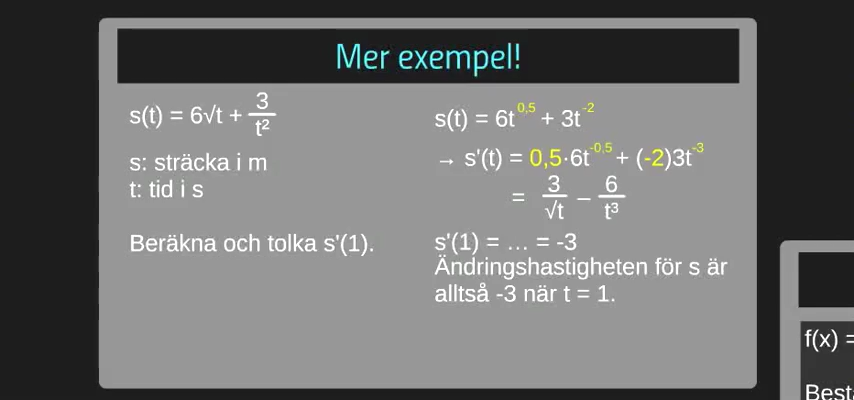 Mer exempel!
s(t) = 6√t + 3/t²
s: sträcka i m
t: tid i s
Beräkna och tolka s'(1).
s(t) = 6t^0,5 + 3t^-2
→ s'(t) = 0,5·6t^-0,5 + (-2)3t^-3
= 3/√t − 6/t³
s'(1) = … = -3
Ändringshastigheten för s är
alltså -3 när t = 1.
f(x) =